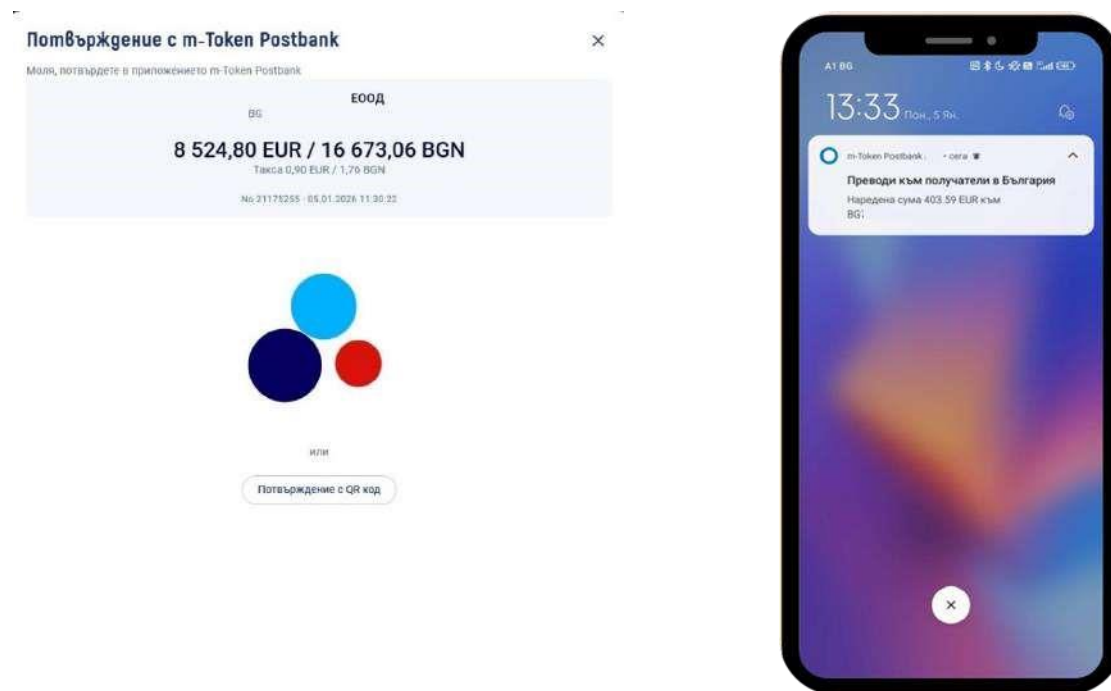 Потвърждение с m-Token Postbank
Моля, потвърдете в приложението m-Token Postbank
ЕООД
BG
8 524,80 EUR / 16 673,06 BGN
Такса 0,90 EUR / 1,76 BGN
No 21175255 - 05.01.2026 11:30:22
или
Потвърждение с QR код
A1 BG
13:33 Пон., 5 Ян.
m-Token Postbank • сега
Преводи към получатели в България
Наредена сума 403.59 EUR към
BG: